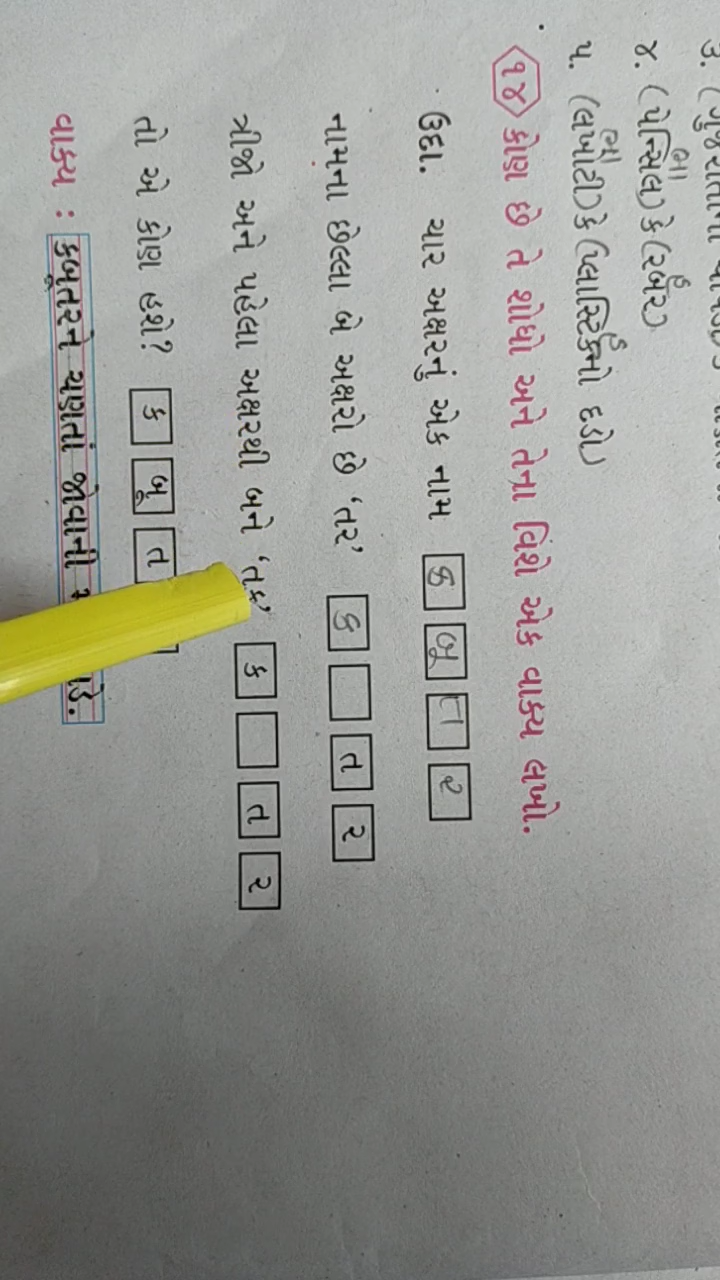 ૪. (પેન્સિલ) કે (રબર)
૫. (લખોટી) કે (પ્લાસ્ટિકનો દડો)
૧૪ કોણ છે તે શોધો અને તેના વિશે એક વાક્ય લખો.
ઉદા. ચાર અક્ષરનું એક નામ ક બૂ ત ર
નામના છેલ્લા બે અક્ષરો છે ‘તર’ ક ત ર
ત્રીજો અને પહેલા અક્ષરથી બને ‘તક’ ક ત ર
તો એ કોણ હશે? ક બૂ ત
વાક્ય : કબૂતરને ચણતાં જોવાની